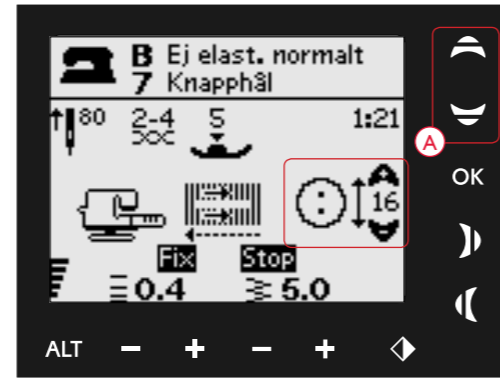 B Ej elast. normalt
7 Knapphål
80 2-4 S 1:21
A
OK
16
Fix Stop
0.4 5.0
ALT - + - +